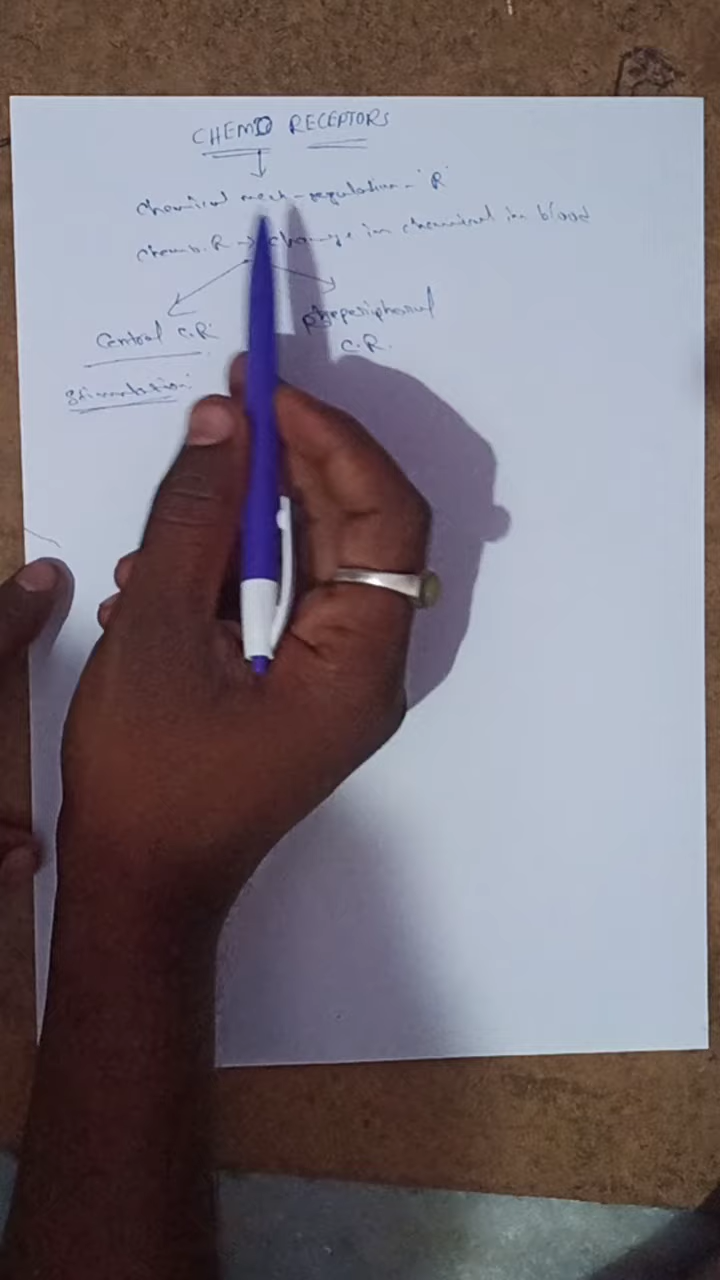 CHEMO RECEPTORS
chemical mech-regulation-'R'
chemo.R → change in chemical in blood
Central C.R. peripheral
C.R.
stimulation: